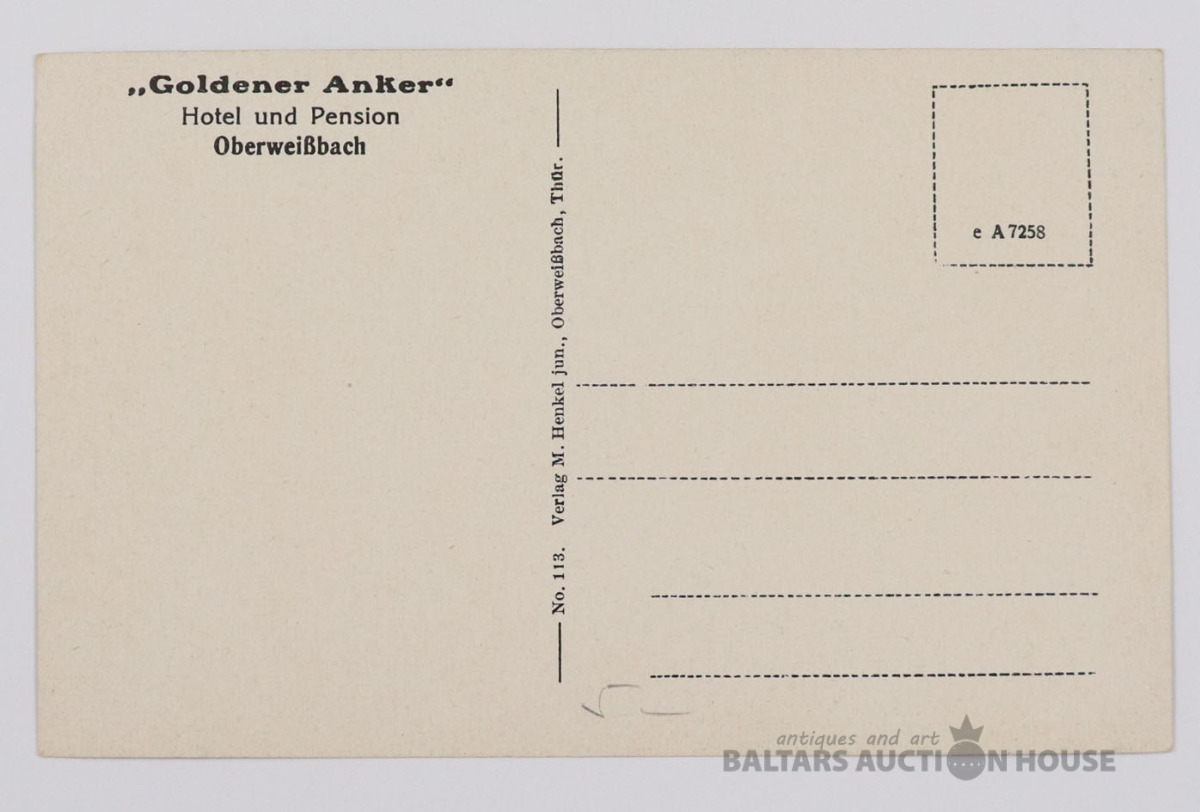 „Goldener Anker“
Hotel und Pension
Oberweißbach
No. 113. Verlag M. Henkel jun., Oberweißbach, Thür.
e A 7258
antiques and art
BALTARS AUCTION HOUSE